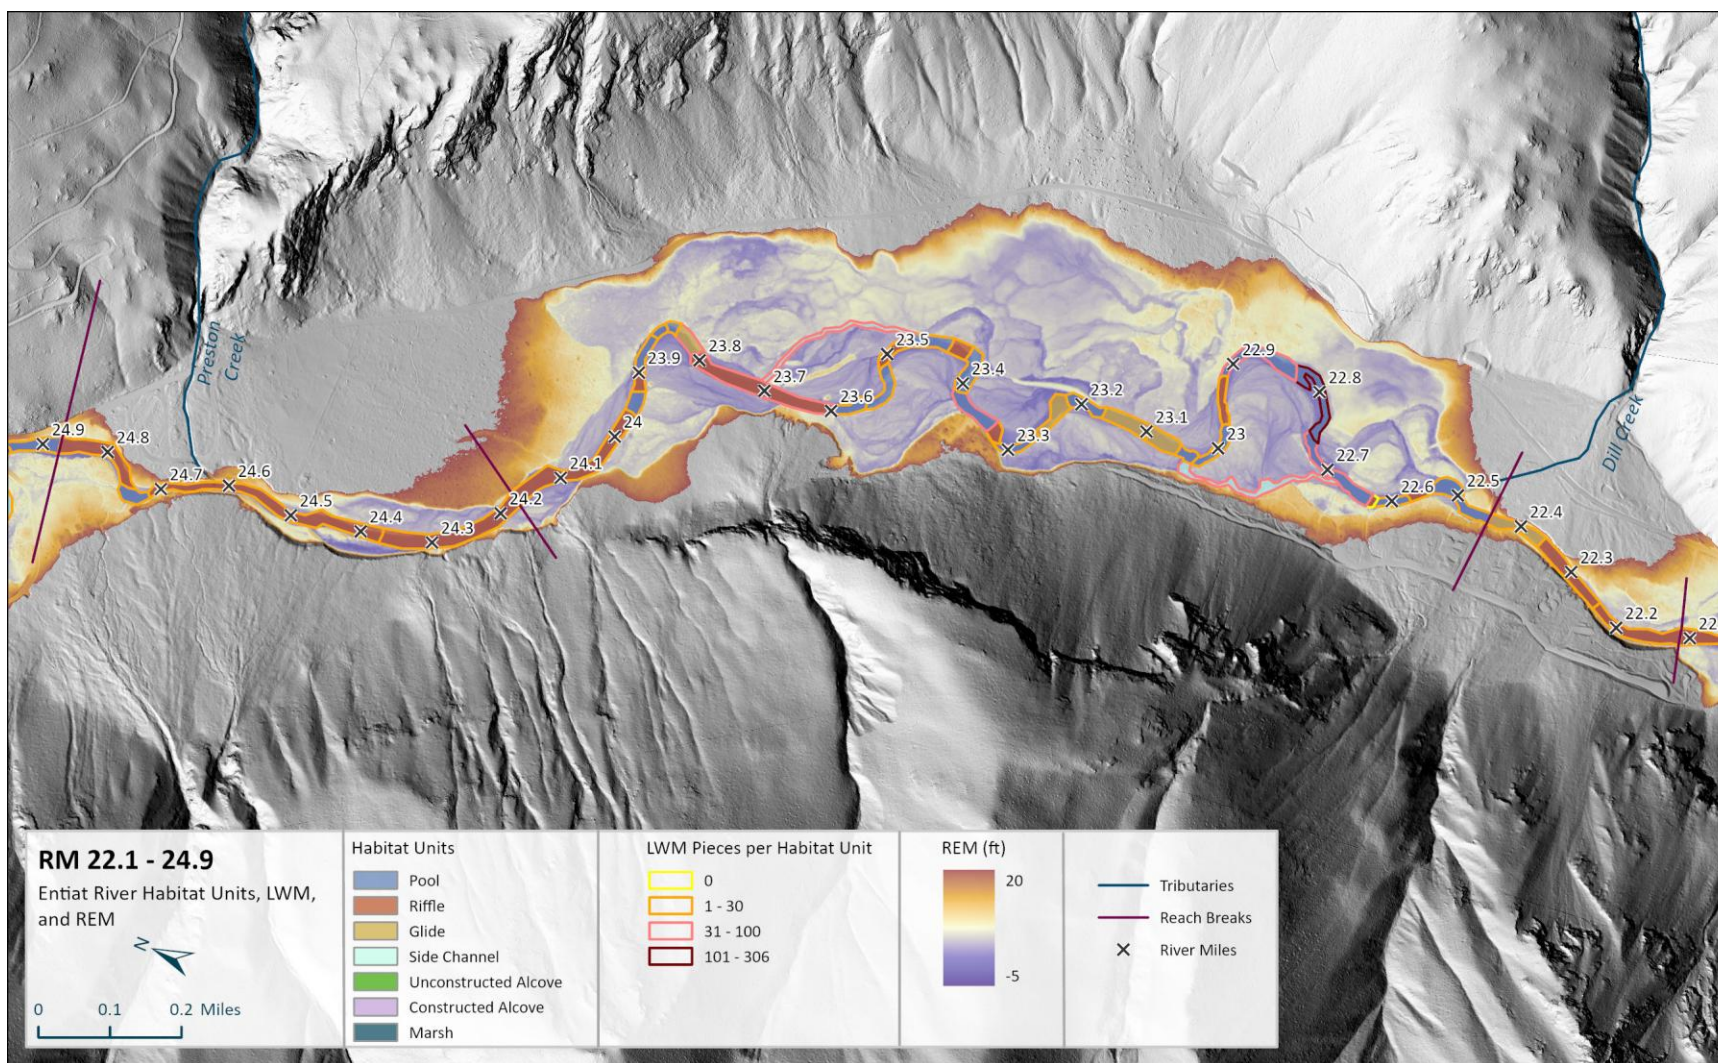 Preston
Creek
Dill Creek
24.9
24.8
24.7
24.6
24.5
24.4
24.3
24.2
24.1
24
23.9
23.8
23.7
23.6
23.5
23.4
23.3
23.2
23.1
23
22.9
22.8
22.7
22.6
22.5
22.4
22.3
22.2
22
RM 22.1 - 24.9
Entiat River Habitat Units, LWM,
and REM
N
0 0.1 0.2 Miles
Habitat Units
Pool
Riffle
Glide
Side Channel
Unconstructed Alcove
Constructed Alcove
Marsh
LWM Pieces per Habitat Unit
0
1 - 30
31 - 100
101 - 306
REM (ft)
20
-5
Tributaries
Reach Breaks
River Miles